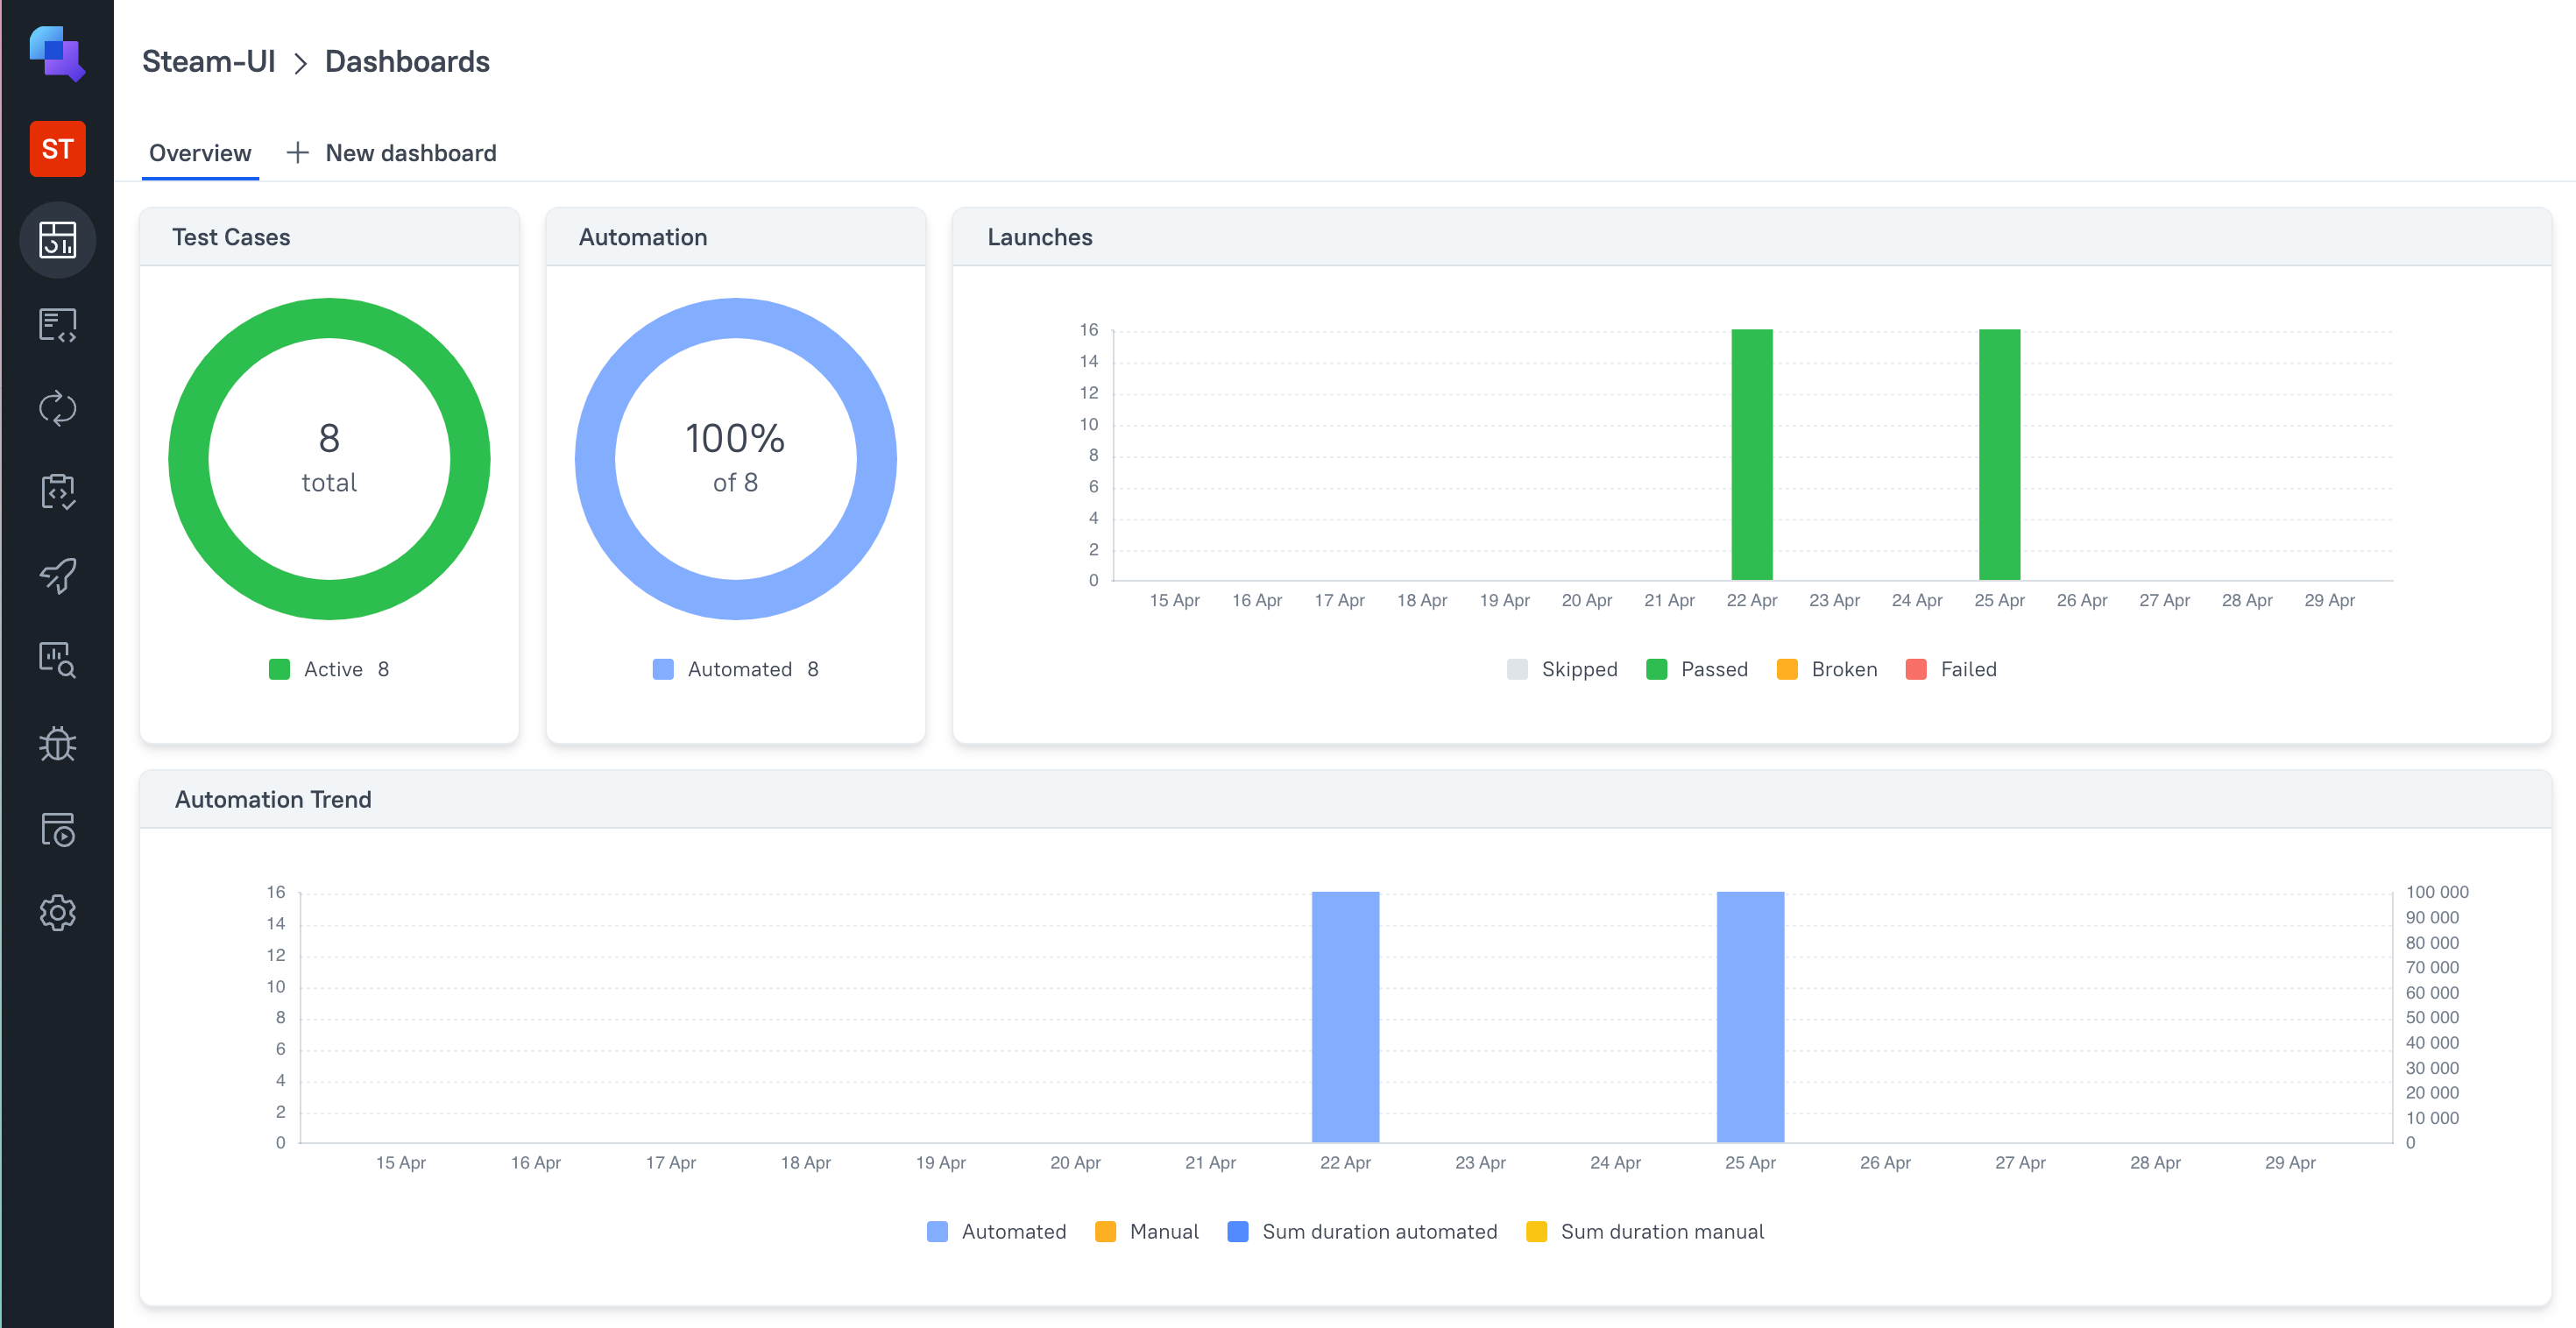 Steam-UI > Dashboards
ST
Overview + New dashboard
Test Cases
8
total
Active 8
Automation
100%
of 8
Automated 8
Launches
16
14
12
10
8
6
4
2
0
15 Apr 16 Apr 17 Apr 18 Apr 19 Apr 20 Apr 21 Apr 22 Apr 23 Apr 24 Apr 25 Apr 26 Apr 27 Apr 28 Apr 29 Apr
Skipped Passed Broken Failed
Automation Trend
16
14
12
10
8
6
4
2
0
100 000
90 000
80 000
70 000
60 000
50 000
40 000
30 000
20 000
10 000
0
15 Apr 16 Apr 17 Apr 18 Apr 19 Apr 20 Apr 21 Apr 22 Apr 23 Apr 24 Apr 25 Apr 26 Apr 27 Apr 28 Apr 29 Apr
Automated Manual Sum duration automated Sum duration manual